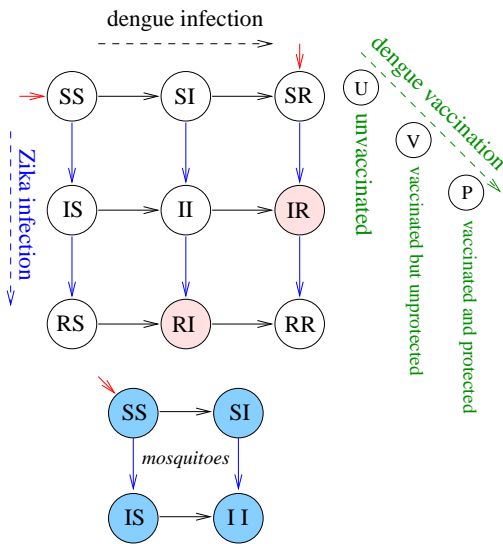 dengue infection
SS
SI
SR
U
dengue vaccination
V
P
unvaccinated
vaccinated but unprotected
vaccinated and protected
Zika infection
IS
II
IR
RS
RI
RR
SS
SI
mosquitoes
IS
I I